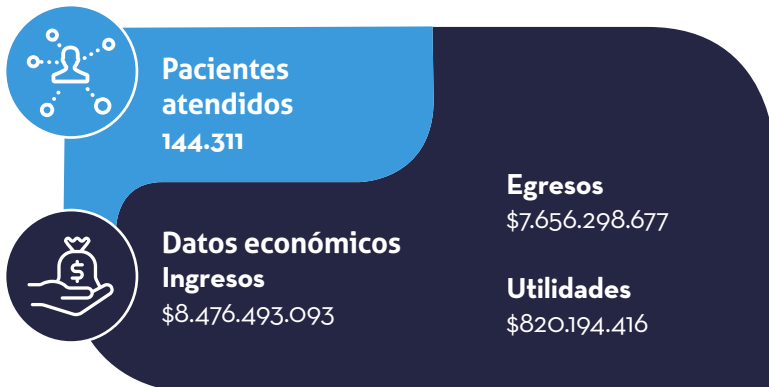 Pacientes
atendidos
144.311
Datos económicos
Ingresos
$8.476.493.093
Egresos
$7.656.298.677
Utilidades
$820.194.416